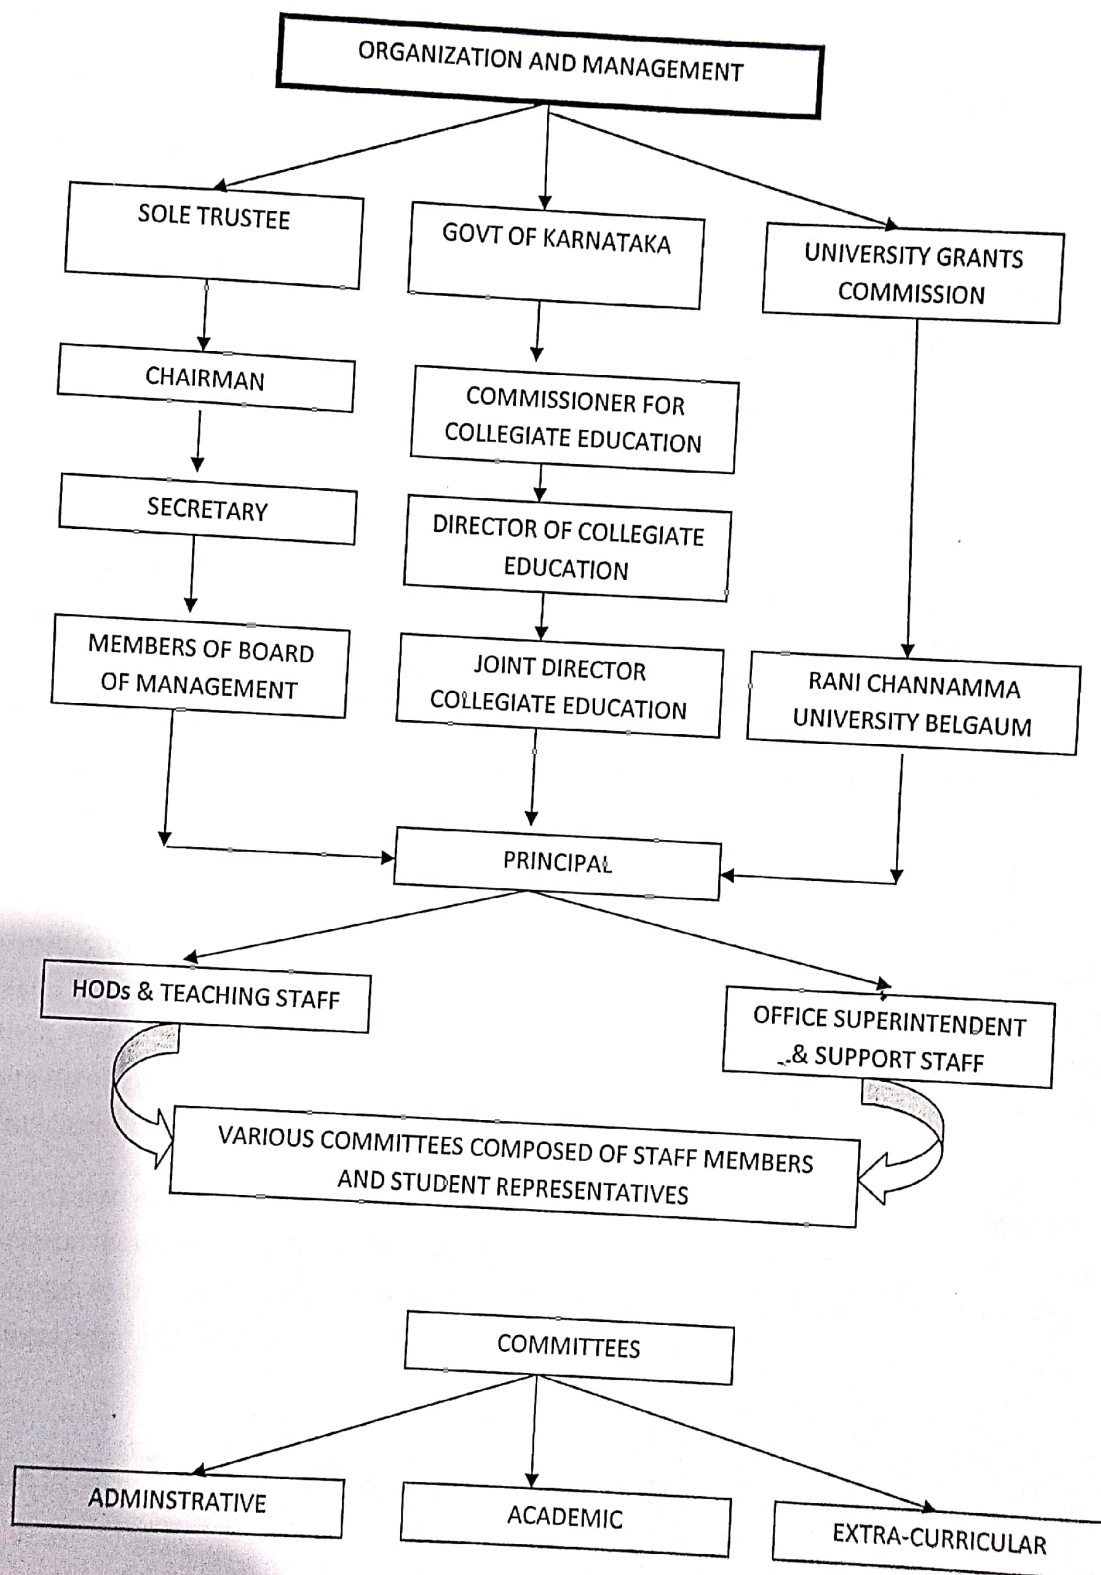 ORGANIZATION AND MANAGEMENT
SOLE TRUSTEE
GOVT OF KARNATAKA
UNIVERSITY GRANTS
COMMISSION
CHAIRMAN
COMMISSIONER FOR
COLLEGIATE EDUCATION
SECRETARY
DIRECTOR OF COLLEGIATE
EDUCATION
MEMBERS OF BOARD
OF MANAGEMENT
JOINT DIRECTOR
COLLEGIATE EDUCATION
RANI CHANNAMMA
UNIVERSITY BELGAUM
PRINCIPAL
HODs & TEACHING STAFF
OFFICE SUPERINTENDENT
& SUPPORT STAFF
VARIOUS COMMITTEES COMPOSED OF STAFF MEMBERS
AND STUDENT REPRESENTATIVES
COMMITTEES
ADMINSTRATIVE
ACADEMIC
EXTRA-CURRICULAR